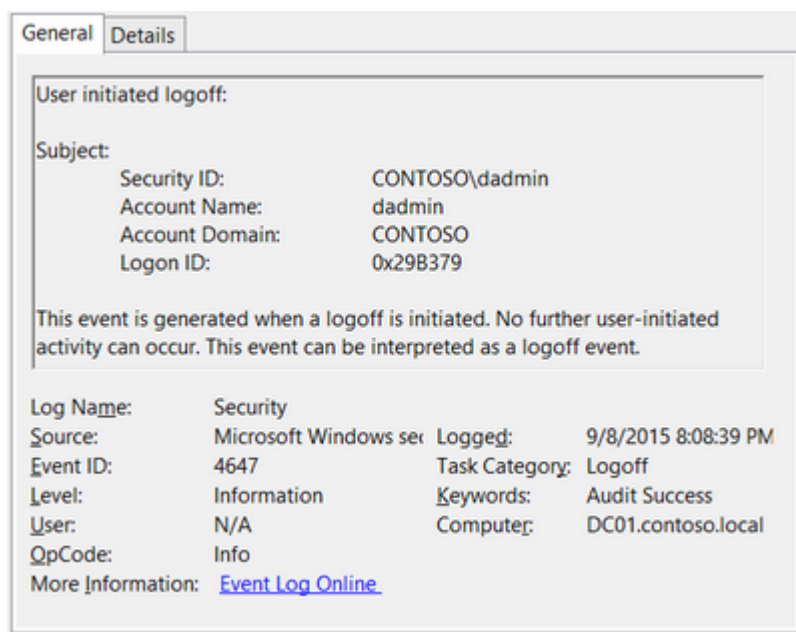 General Details
User initiated logoff:
Subject:
Security ID: CONTOSO\dadmin
Account Name: dadmin
Account Domain: CONTOSO
Logon ID: 0x29B379
This event is generated when a logoff is initiated. No further user-initiated
activity can occur. This event can be interpreted as a logoff event.
Log Name: Security
Source: Microsoft Windows sec Logged: 9/8/2015 8:08:39 PM
Event ID: 4647 Task Category: Logoff
Level: Information Keywords: Audit Success
User: N/A Computer: DC01.contoso.local
OpCode: Info
More Information: Event Log Online